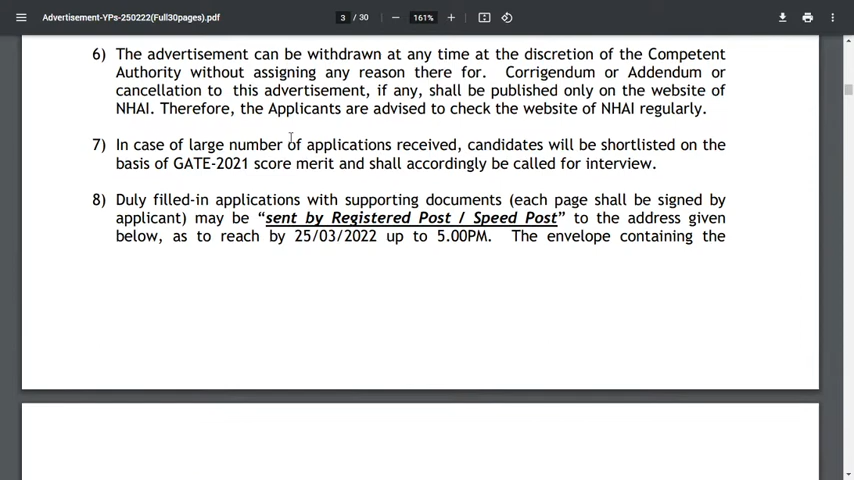 Advertisement-YPs-250222(Full30pages).pdf
3 / 30
161%
6) The advertisement can be withdrawn at any time at the discretion of the Competent
Authority without assigning any reason there for. Corrigendum or Addendum or
cancellation to this advertisement, if any, shall be published only on the website of
NHAI. Therefore, the Applicants are advised to check the website of NHAI regularly.
7) In case of large number of applications received, candidates will be shortlisted on the
basis of GATE-2021 score merit and shall accordingly be called for interview.
8) Duly filled-in applications with supporting documents (each page shall be signed by
applicant) may be “sent by Registered Post / Speed Post” to the address given
below, as to reach by 25/03/2022 up to 5.00PM. The envelope containing the